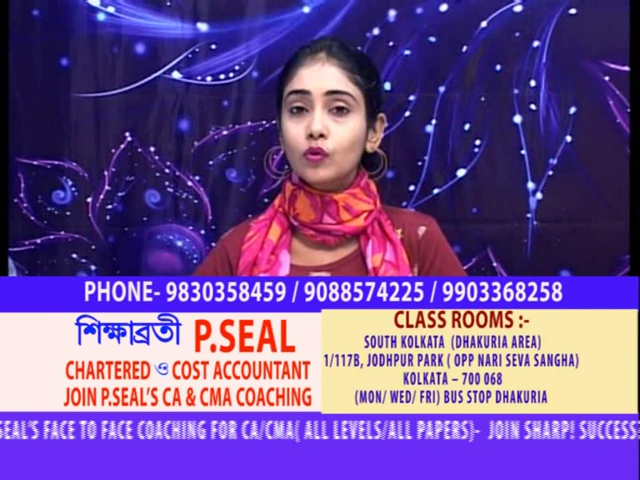 PHONE- 9830358459 / 9088574225 / 9903368258
শিক্ষাব্রতী P.SEAL
CHARTERED ও COST ACCOUNTANT
JOIN P.SEAL'S CA & CMA COACHING
CLASS ROOMS :-
SOUTH KOLKATA (DHAKURIA AREA)
1/117B, JODHPUR PARK ( OPP NARI SEVA SANGHA)
KOLKATA – 700 068
(MON/ WED/ FRI) BUS STOP DHAKURIA
SEAL'S FACE TO FACE COACHING FOR CA/CMA( ALL LEVELS/ALL PAPERS)- JOIN SHARP! SUCCESS